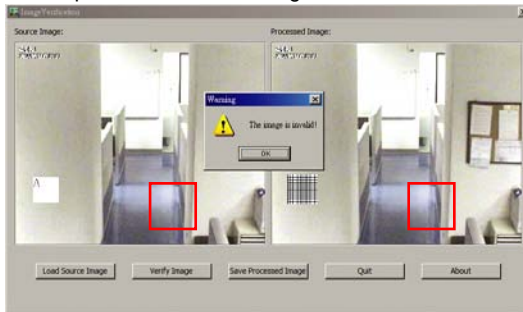 ImageVerification
Source Image:
Processed Image:
Warning
The image is invalid!
OK
Load Source Image
Verify Image
Save Processed Image
Quit
About